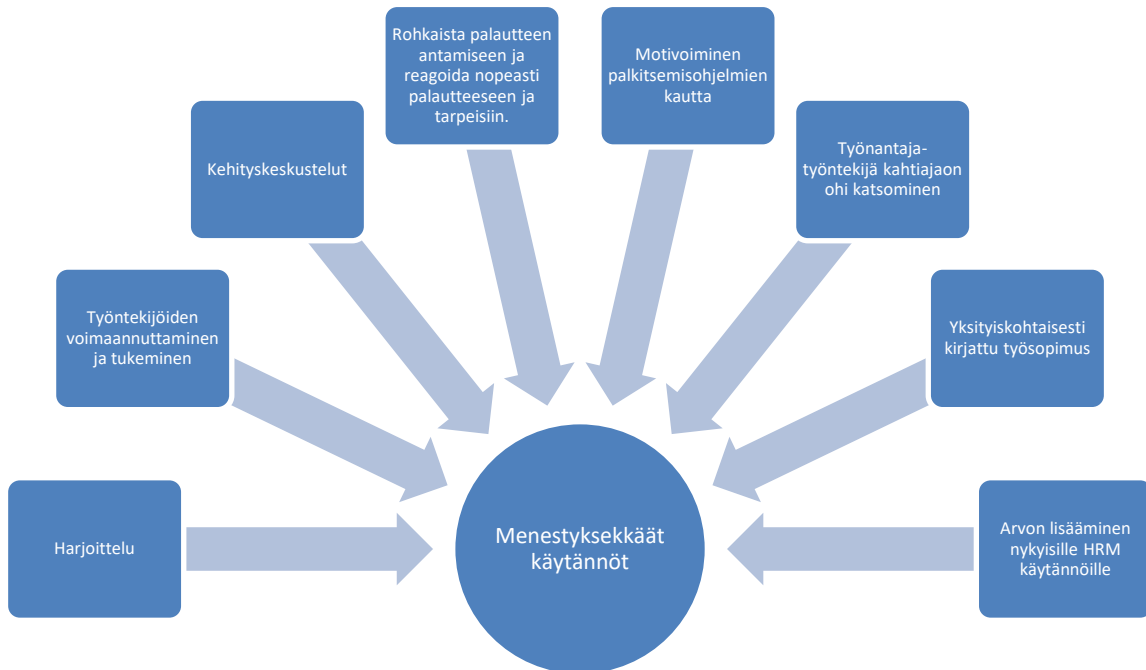 Rohkaista palautteen
antamiseen ja
reagoida nopeasti
palautteeseen ja
tarpeisiin.
Motivoiminen
palkitsemisohjelmien
kautta
Kehityskeskustelut
Työnantaja-
työntekijä kahtiajaon
ohi katsominen
Työntekijöiden
voimaannuttaminen
ja tukeminen
Yksityiskohtaisesti
kirjattu työsopimus
Harjoittelu
Menestyksekkäät
käytännöt
Arvon lisääminen
nykyisille HRM
käytännöille